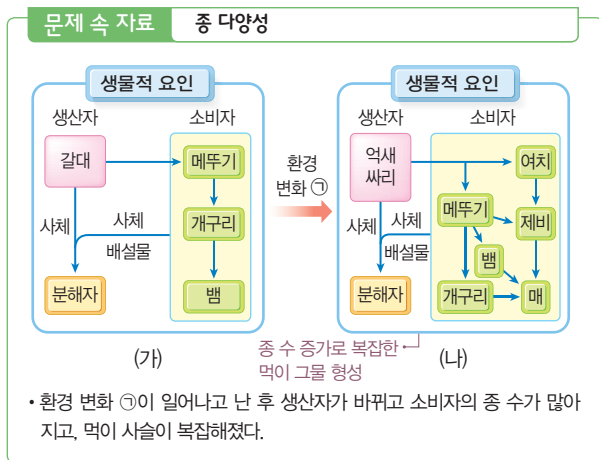 문제 속 자료 종 다양성
생물적 요인
생산자 소비자
갈대
메뚜기
개구리
뱀
사체
사체
배설물
분해자
(가)
환경
변화 ㉠
생물적 요인
생산자 소비자
억새
싸리
여치
메뚜기
제비
뱀
개구리
매
사체
사체
배설물
분해자
(나)
종 수 증가로 복잡한
먹이 그물 형성
• 환경 변화 ㉠이 일어나고 난 후 생산자가 바뀌고 소비자의 종 수가 많아
지고, 먹이 사슬이 복잡해졌다.